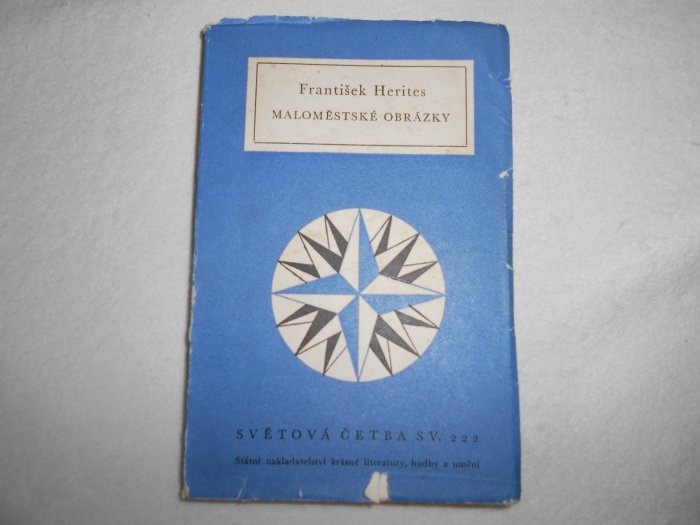 František Herites
MALOMĚSTSKÉ OBRÁZKY
SVĚTOVÁ ČETBA SV. 222
Státní nakladatelství krásné literatury, hudby a umění